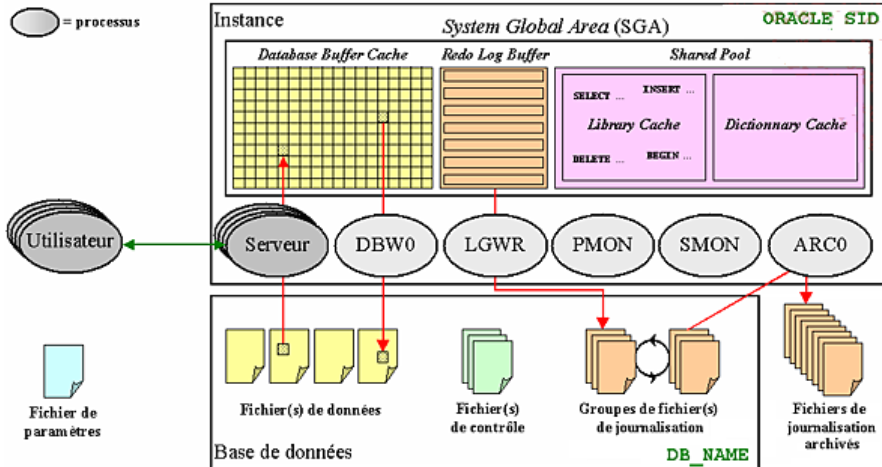 = processus
Instance
System Global Area (SGA)
ORACLE SID
Database Buffer Cache
Redo Log Buffer
Shared Pool
SELECT ...
INSERT ...
Library Cache
DELETE ...
BEGIN ...
Dictionnary Cache
Utilisateur
Serveur
DBW0
LGWR
PMON
SMON
ARC0
Fichier de
paramètres
Fichier(s) de données
Fichier(s)
de contrôle
Groupes de fichier(s)
de journalisation
Fichiers de
journalisation
archivés
Base de données
DB_NAME